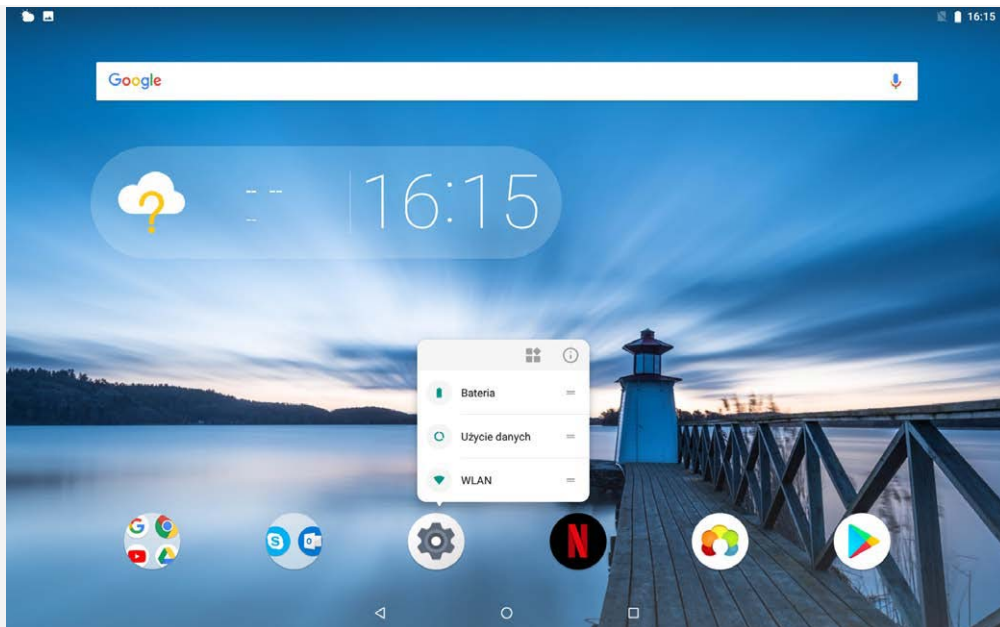 16:15
Google
-- --
--
16:15
Bateria
Użycie danych
WLAN